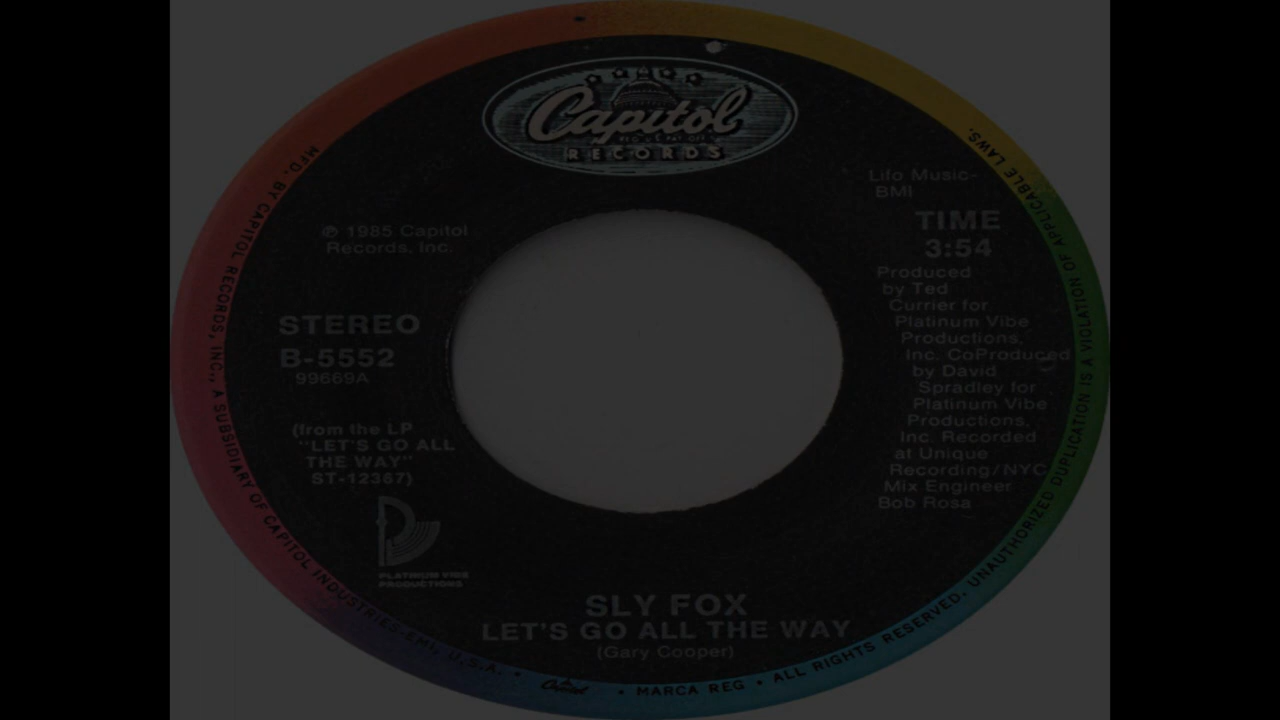 Capitol
RECORDS
Lifo Music-
BMI
TIME
3:54
Produced
by Ted
Currier for
Platinum Vibe
Productions,
Inc. CoProduced
by David
Spradley for
Platinum Vibe
Productions,
Inc. Recorded
at Unique
Recording/NYC
Mix Engineer
Bob Rosa
℗ 1985 Capitol
Records, Inc.
STEREO
B-5552
99669A
(from the LP
"LET'S GO ALL
THE WAY"
ST-12367)
PLATINUM VIBE
PRODUCTIONS
SLY FOX
LET'S GO ALL THE WAY
(Gary Cooper)
MFD. BY CAPITOL RECORDS, INC., A SUBSIDIARY OF CAPITOL INDUSTRIES-EMI, U.S.A. • Capitol • MARCA REG • ALL RIGHTS RESERVED. UNAUTHORIZED DUPLICATION IS A VIOLATION OF APPLICABLE LAWS.